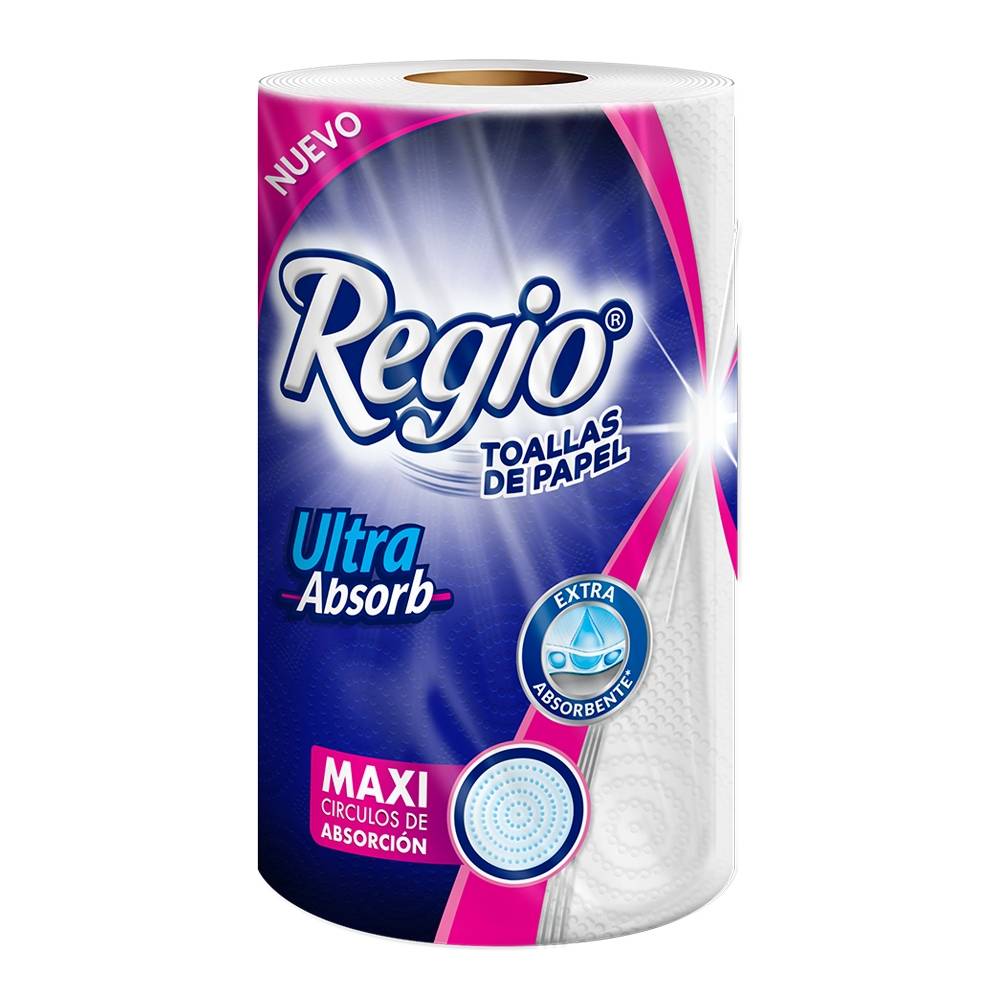 NUEVO
Regio®
TOALLAS
DE PAPEL
Ultra
Absorb
EXTRA
ABSORBENTE*
MAXI
CIRCULOS DE
ABSORCIÓN